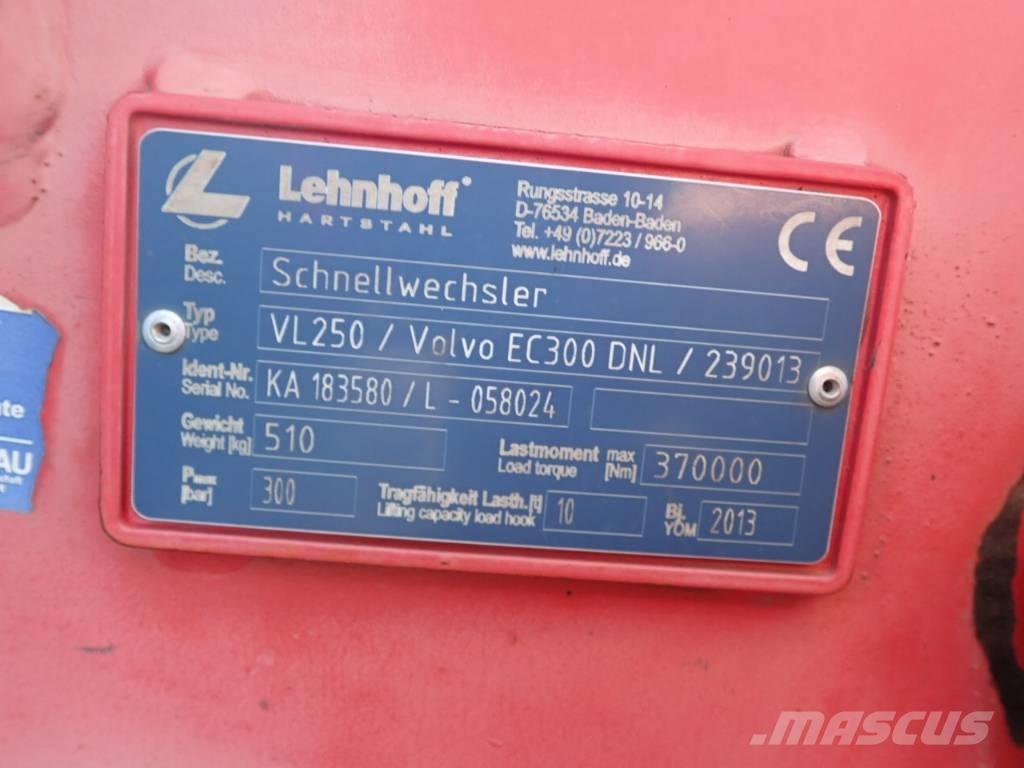 Lehnhoff®
HARTSTAHL
Rungsstrasse 10-14
D-76534 Baden-Baden
Tel. +49 (0)7223 / 966-0
www.lehnhoff.de
CE
Bez. Schnellwechsler
Desc.
Typ VL250 / Volvo EC300 DNL / 239013
Type
Ident-Nr. KA 183580 / L - 058024
Serial No.
Gewicht 510
Weight [kg]
Lastmoment max 370000
Load torque [Nm]
Pmax 300
[bar]
Tragfähigkeit Lasth. [t] 10
Lifting capacity load hook
Bj. 2013
YOM
ute
AU
MASCUS